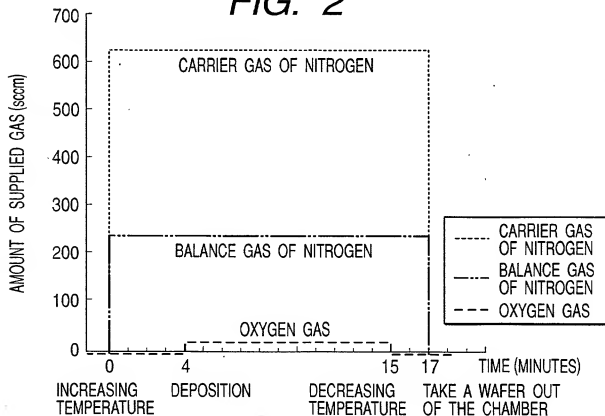 FIG. 2
AMOUNT OF SUPPLIED GAS (sccm)
700
600
500
400
300
200
100
0
CARRIER GAS OF NITROGEN
BALANCE GAS OF NITROGEN
OXYGEN GAS
CARRIER GAS
OF NITROGEN
BALANCE GAS
OF NITROGEN
OXYGEN GAS
0 4 15 17 TIME (MINUTES)
INCREASING
TEMPERATURE
DEPOSITION
DECREASING
TEMPERATURE
TAKE A WAFER OUT
OF THE CHAMBER